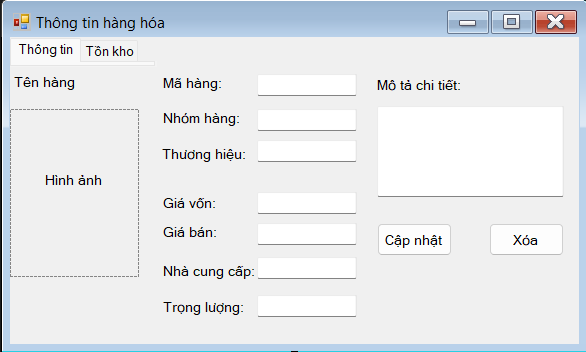 Thông tin hàng hóa
Thông tin
Tồn kho
Tên hàng
Hình ảnh
Mã hàng:
Nhóm hàng:
Thương hiệu:
Giá vốn:
Giá bán:
Nhà cung cấp:
Trọng lượng:
Mô tả chi tiết:
Cập nhật
Xóa